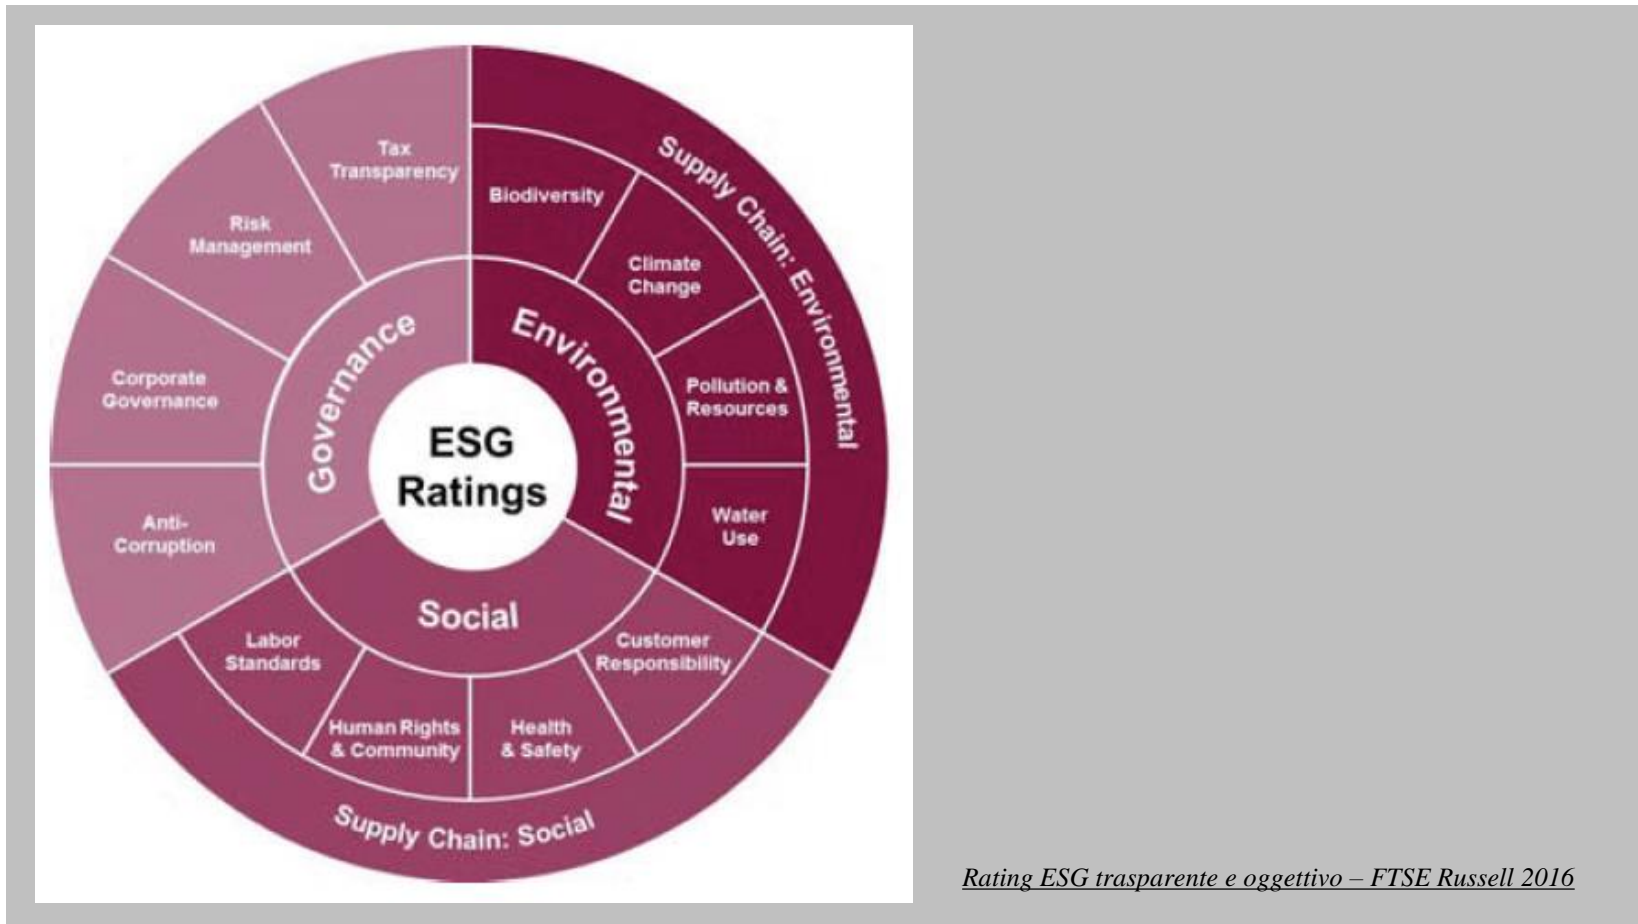 ESG
Ratings
Environmental
Biodiversity
Climate
Change
Pollution &
Resources
Water
Use
Supply Chain: Environmental
Social
Customer
Responsibility
Health
& Safety
Human Rights
& Community
Labor
Standards
Supply Chain: Social
Governance
Anti-
Corruption
Corporate
Governance
Risk
Management
Tax
Transparency
Rating ESG trasparente e oggettivo – FTSE Russell 2016